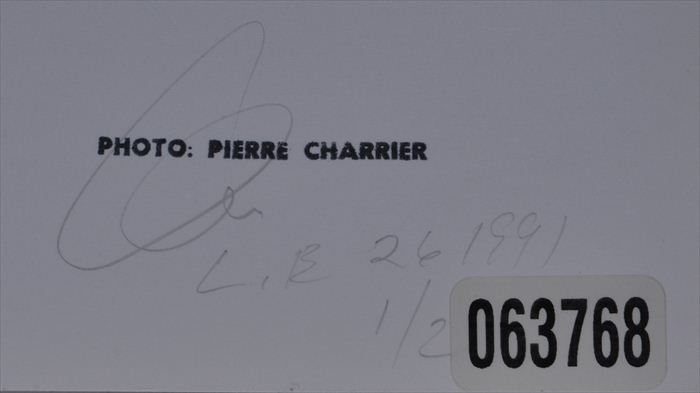 PHOTO: PIERRE CHARRIER
L.E 26 1991
1/2
063768